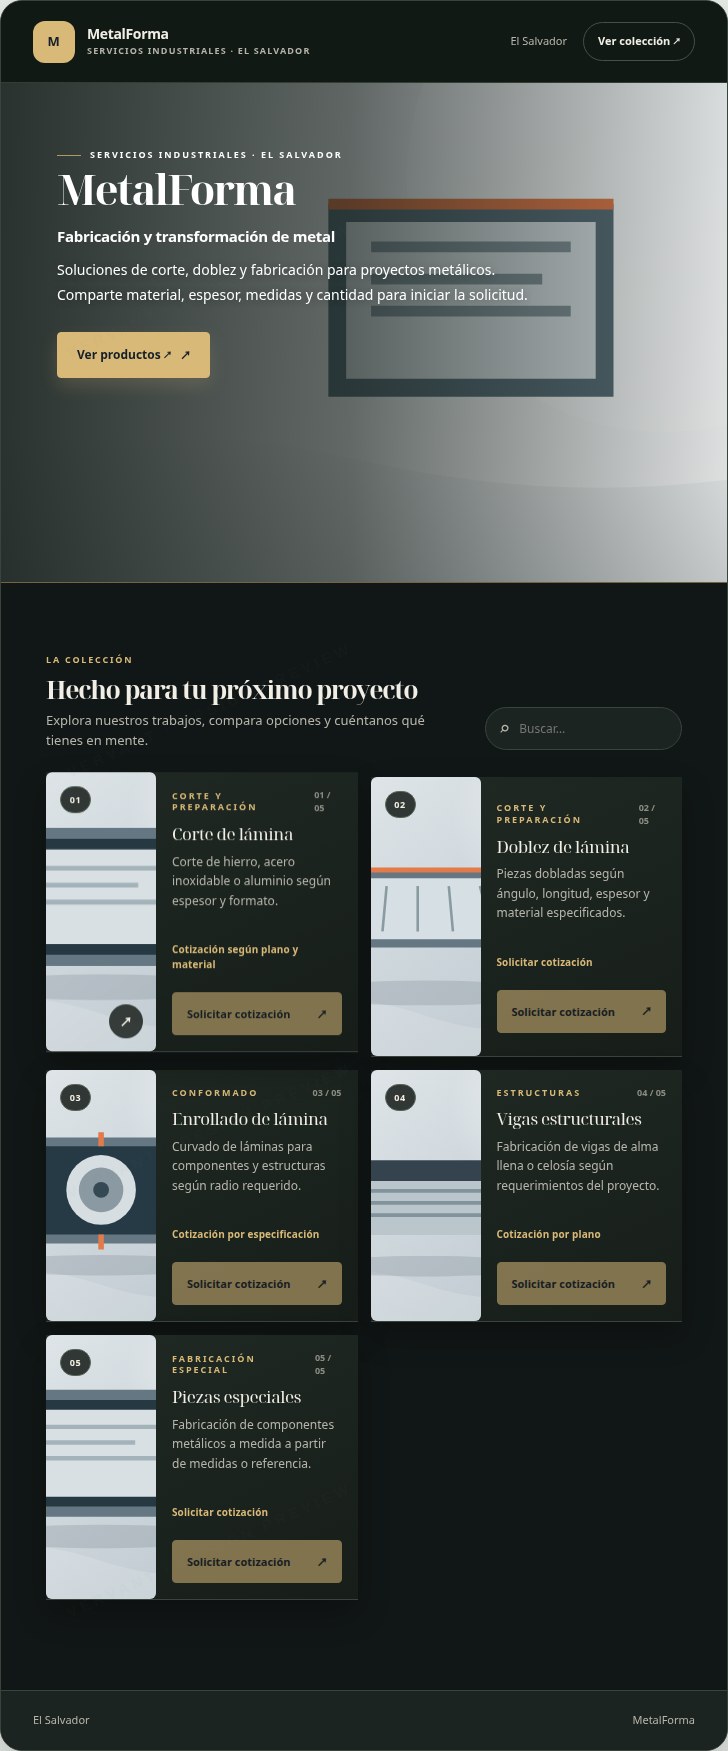 M
MetalForma
SERVICIOS INDUSTRIALES · EL SALVADOR
El Salvador
Ver colección ↗
SERVICIOS INDUSTRIALES · EL SALVADOR
MetalForma
Fabricación y transformación de metal
Soluciones de corte, doblez y fabricación para proyectos metálicos.
Comparte material, espesor, medidas y cantidad para iniciar la solicitud.
Ver productos ↗ ↗
LA COLECCIÓN
Hecho para tu próximo proyecto
Explora nuestros trabajos, compara opciones y cuéntanos qué
tienes en mente.
Buscar...
01
CORTE Y
PREPARACIÓN
01 /
05
Corte de lámina
Corte de hierro, acero
inoxidable o aluminio según
espesor y formato.
Cotización según plano y
material
Solicitar cotización ↗
↗
02
CORTE Y
PREPARACIÓN
02 /
05
Doblez de lámina
Piezas dobladas según
ángulo, longitud, espesor y
material especificados.
Solicitar cotización
Solicitar cotización ↗
03
CONFORMADO
03 / 05
Enrollado de lámina
Curvado de láminas para
componentes y estructuras
según radio requerido.
Cotización por especificación
Solicitar cotización ↗
04
ESTRUCTURAS
04 / 05
Vigas estructurales
Fabricación de vigas de alma
llena o celosía según
requerimientos del proyecto.
Cotización por plano
Solicitar cotización ↗
05
FABRICACIÓN
ESPECIAL
05 /
05
Piezas especiales
Fabricación de componentes
metálicos a medida a partir
de medidas o referencia.
Solicitar cotización
Solicitar cotización ↗
El Salvador
MetalForma